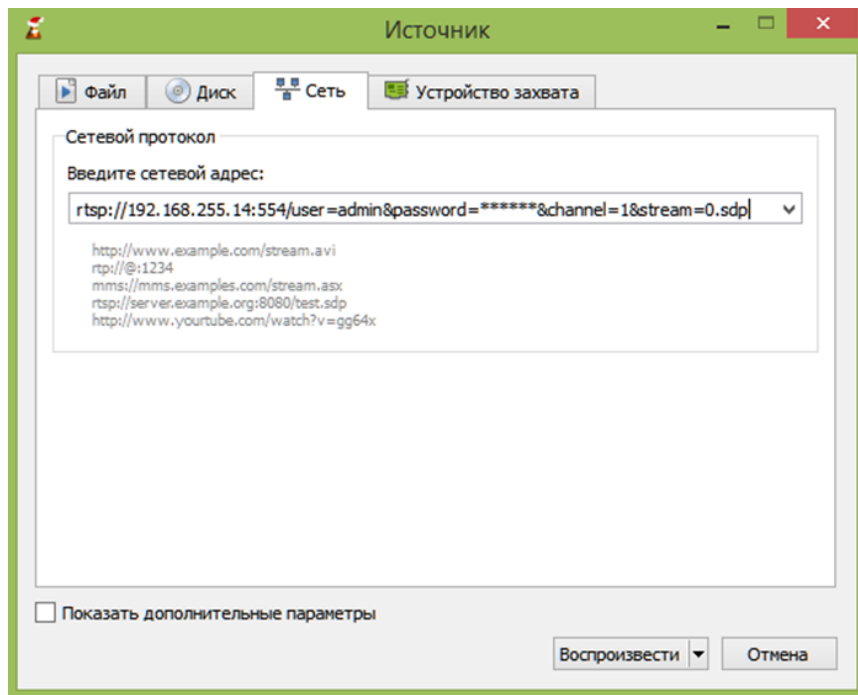 Источник
Файл
Диск
Сеть
Устройство захвата
Сетевой протокол
Введите сетевой адрес:
rtsp://192.168.255.14:554/user=admin&password=******&channel=1&stream=0.sdp
http://www.example.com/stream.avi
rtp://@:1234
mms://mms.examples.com/stream.asx
rtsp://server.example.org:8080/test.sdp
http://www.yourtube.com/watch?v=gg64x
Показать дополнительные параметры
Воспроизвести
Отмена